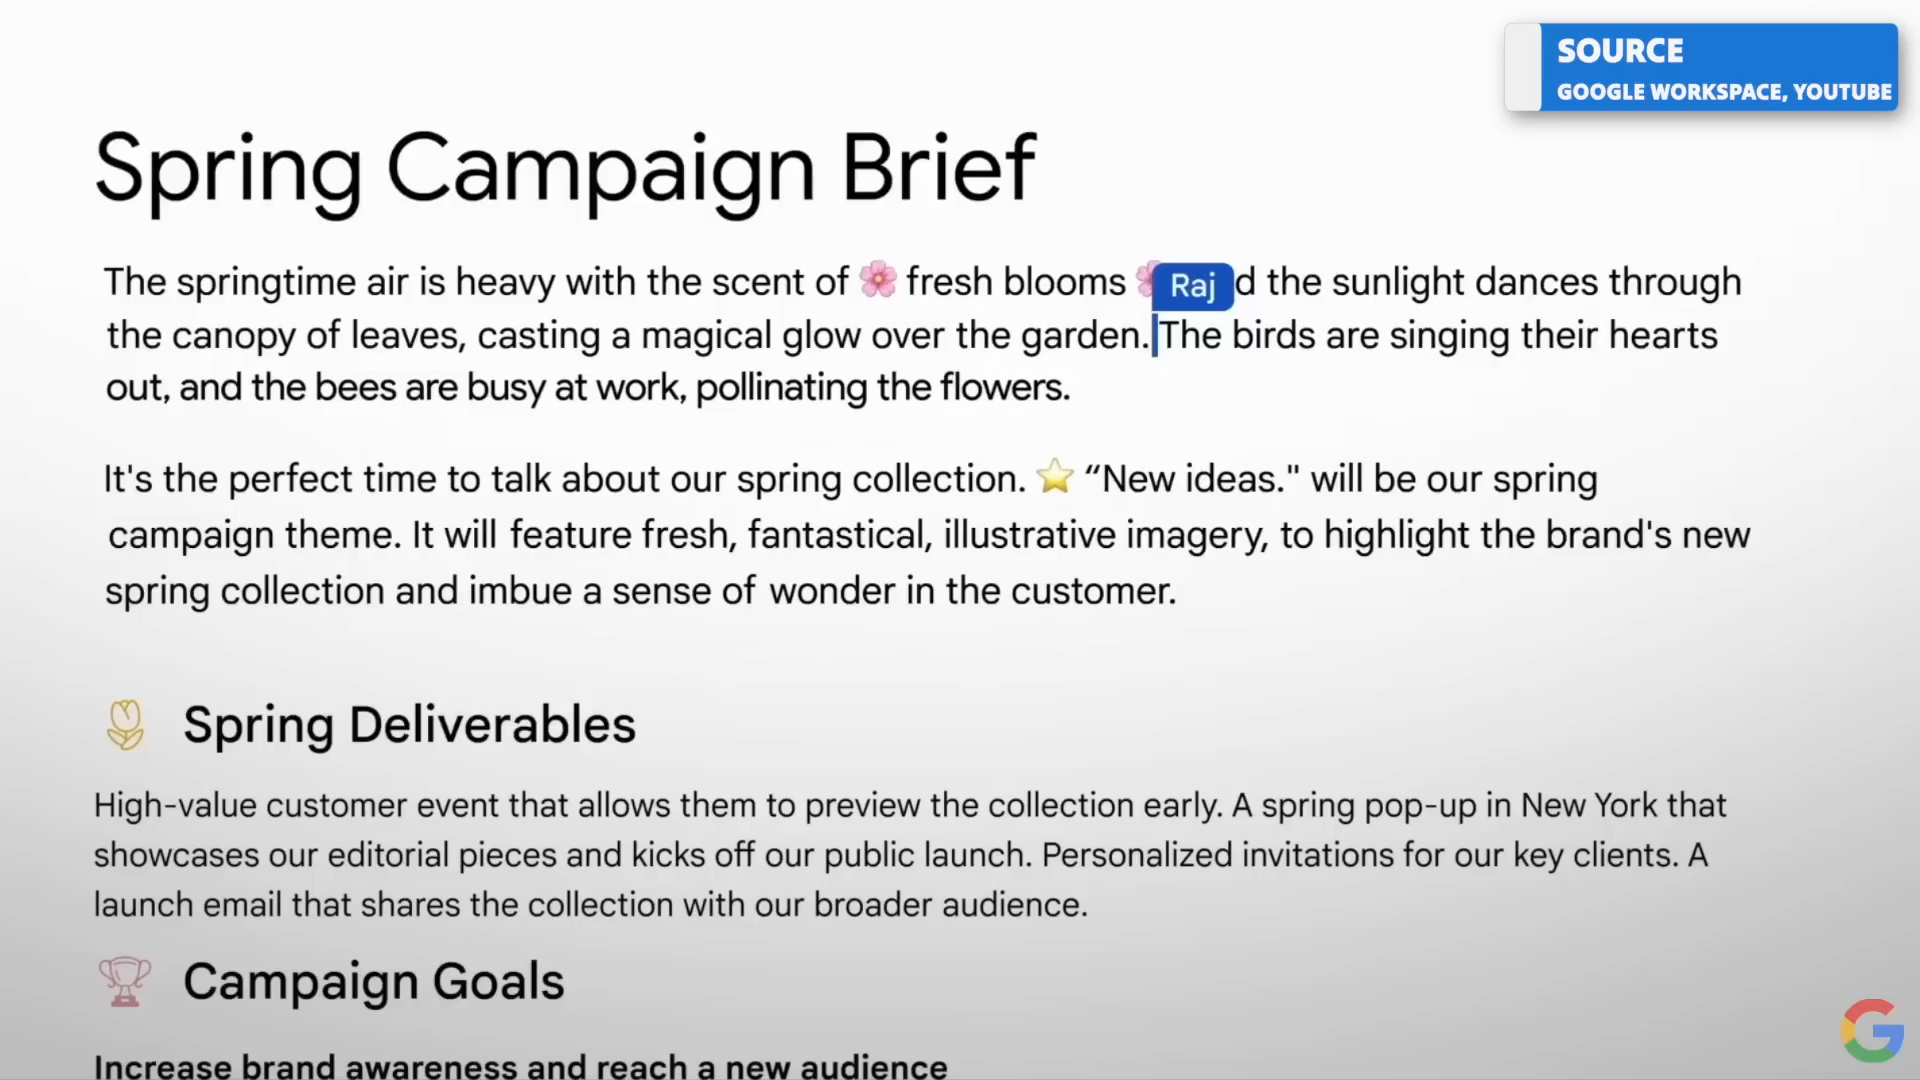 SOURCE
GOOGLE WORKSPACE, YOUTUBE
Spring Campaign Brief
The springtime air is heavy with the scent of 🌸 fresh blooms 🌸 Raj d the sunlight dances through
the canopy of leaves, casting a magical glow over the garden. The birds are singing their hearts
out, and the bees are busy at work, pollinating the flowers.
It's the perfect time to talk about our spring collection. ⭐ “New ideas." will be our spring
campaign theme. It will feature fresh, fantastical, illustrative imagery, to highlight the brand's new
spring collection and imbue a sense of wonder in the customer.
Spring Deliverables
High-value customer event that allows them to preview the collection early. A spring pop-up in New York that
showcases our editorial pieces and kicks off our public launch. Personalized invitations for our key clients. A
launch email that shares the collection with our broader audience.
Campaign Goals
Increase brand awareness and reach a new audience